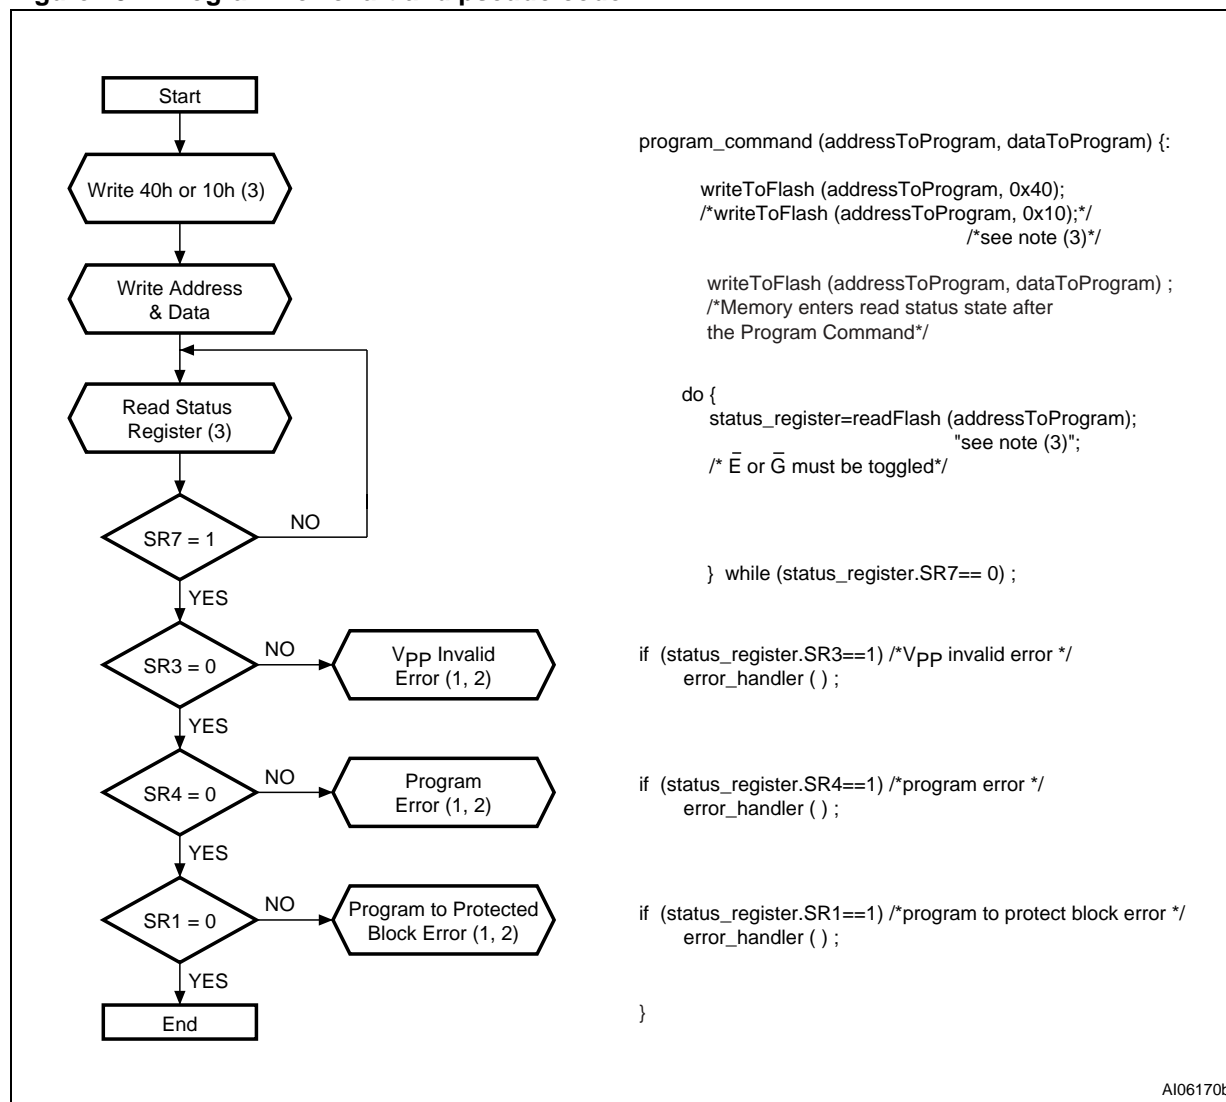 Start
Write 40h or 10h (3)
Write Address
& Data
Read Status
Register (3)
SR7 = 1
NO
YES
SR3 = 0
NO
VPP Invalid
Error (1, 2)
YES
SR4 = 0
NO
Program
Error (1, 2)
YES
SR1 = 0
NO
Program to Protected
Block Error (1, 2)
YES
End
program_command (addressToProgram, dataToProgram) {:
writeToFlash (addressToProgram, 0x40);
/*writeToFlash (addressToProgram, 0x10);*/
/*see note (3)*/
writeToFlash (addressToProgram, dataToProgram) ;
/*Memory enters read status state after
the Program Command*/
do {
status_register=readFlash (addressToProgram);
"see note (3)";
/* E̅ or G̅ must be toggled*/
} while (status_register.SR7== 0) ;
if (status_register.SR3==1) /*VPP invalid error */
error_handler ( ) ;
if (status_register.SR4==1) /*program error */
error_handler ( ) ;
if (status_register.SR1==1) /*program to protect block error */
error_handler ( ) ;
}
AI06170b